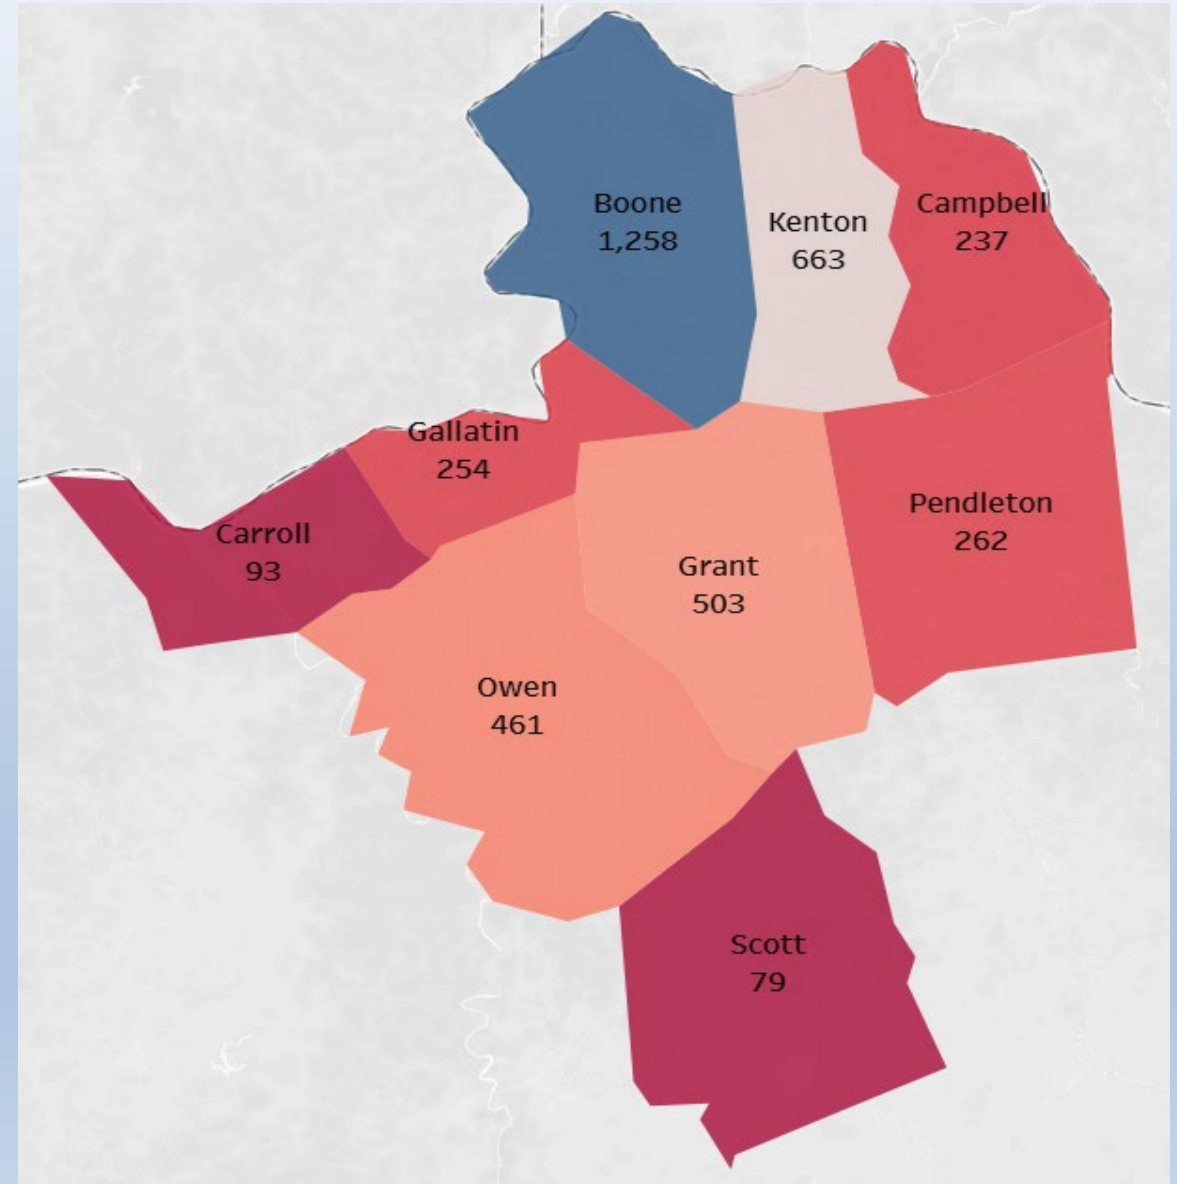 Boone
1,258
Kenton
663
Campbell
237
Gallatin
254
Carroll
93
Pendleton
262
Grant
503
Owen
461
Scott
79